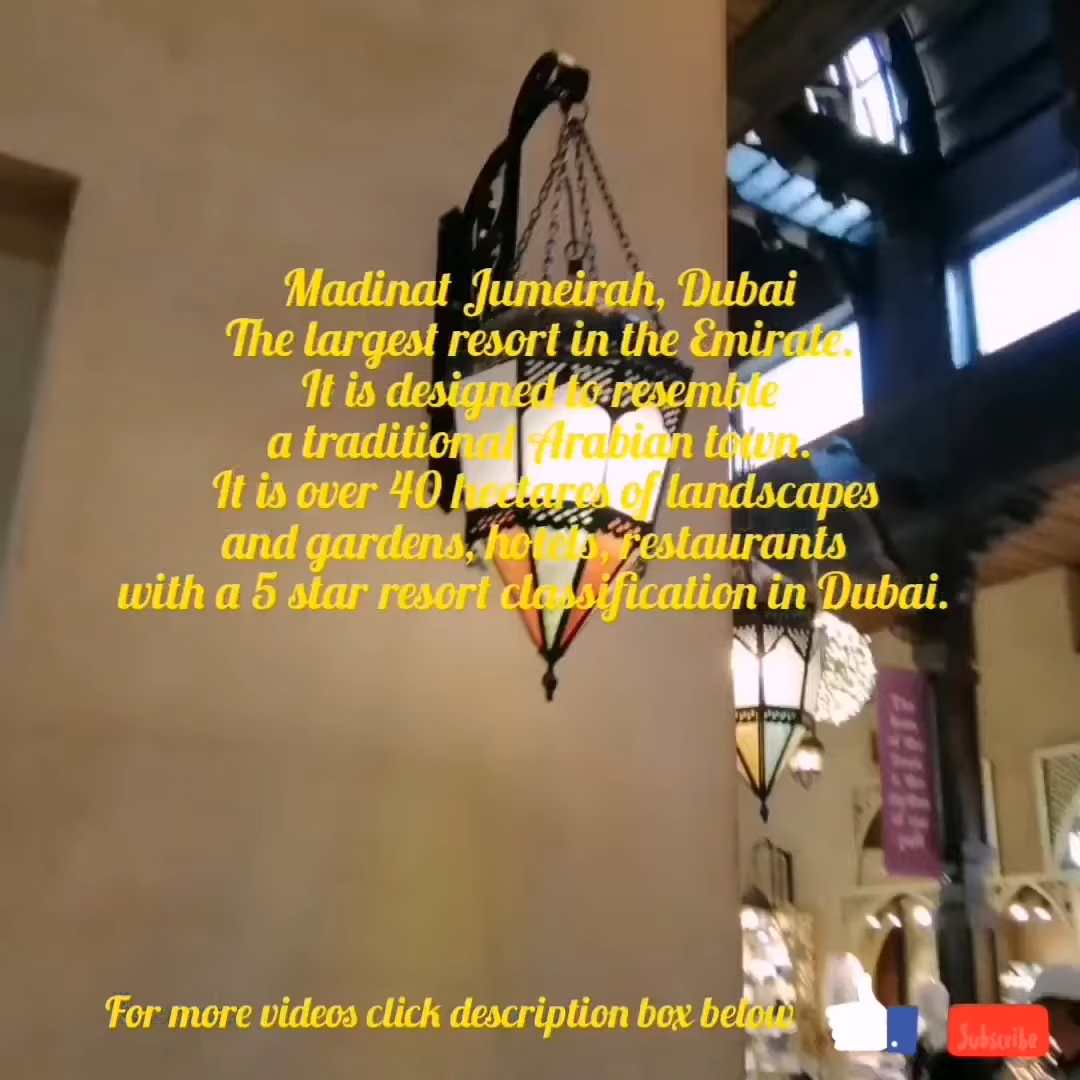 Madinat Jumeirah, Dubai
The largest resort in the Emirate.
It is designed to resemble
a traditional Arabian town.
It is over 40 hectares of landscapes
and gardens, hotels, restaurants
with a 5 star resort classification in Dubai.
For more videos click description box below
Subscribe